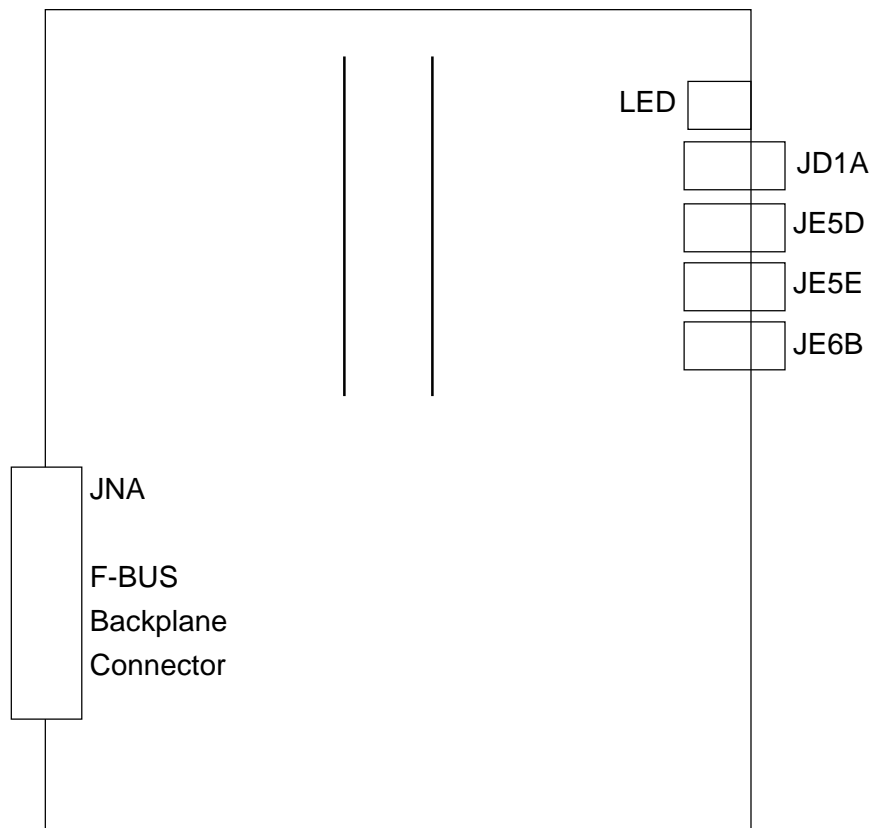 LED
JD1A
JE5D
JE5E
JE6B
JNA
F-BUS
Backplane
Connector